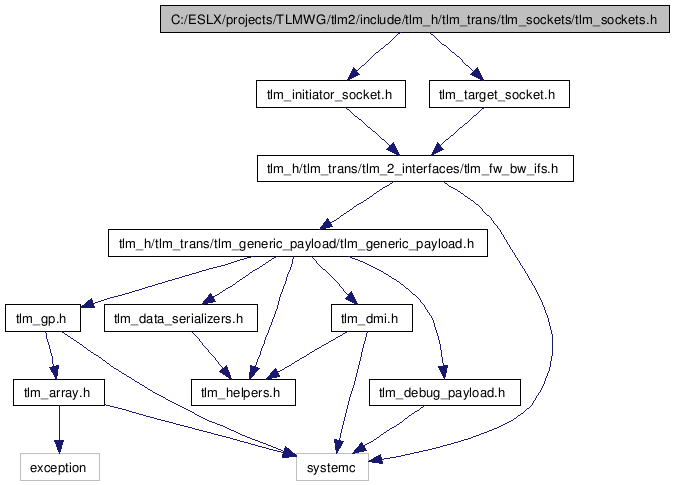 C:/ESLX/projects/TLMWG/tlm2/include/tlm_h/tlm_trans/tlm_sockets/tlm_sockets.h
tlm_initiator_socket.h
tlm_target_socket.h
tlm_h/tlm_trans/tlm_2_interfaces/tlm_fw_bw_ifs.h
tlm_h/tlm_trans/tlm_generic_payload/tlm_generic_payload.h
tlm_gp.h
tlm_data_serializers.h
tlm_dmi.h
tlm_array.h
tlm_helpers.h
tlm_debug_payload.h
exception
systemc